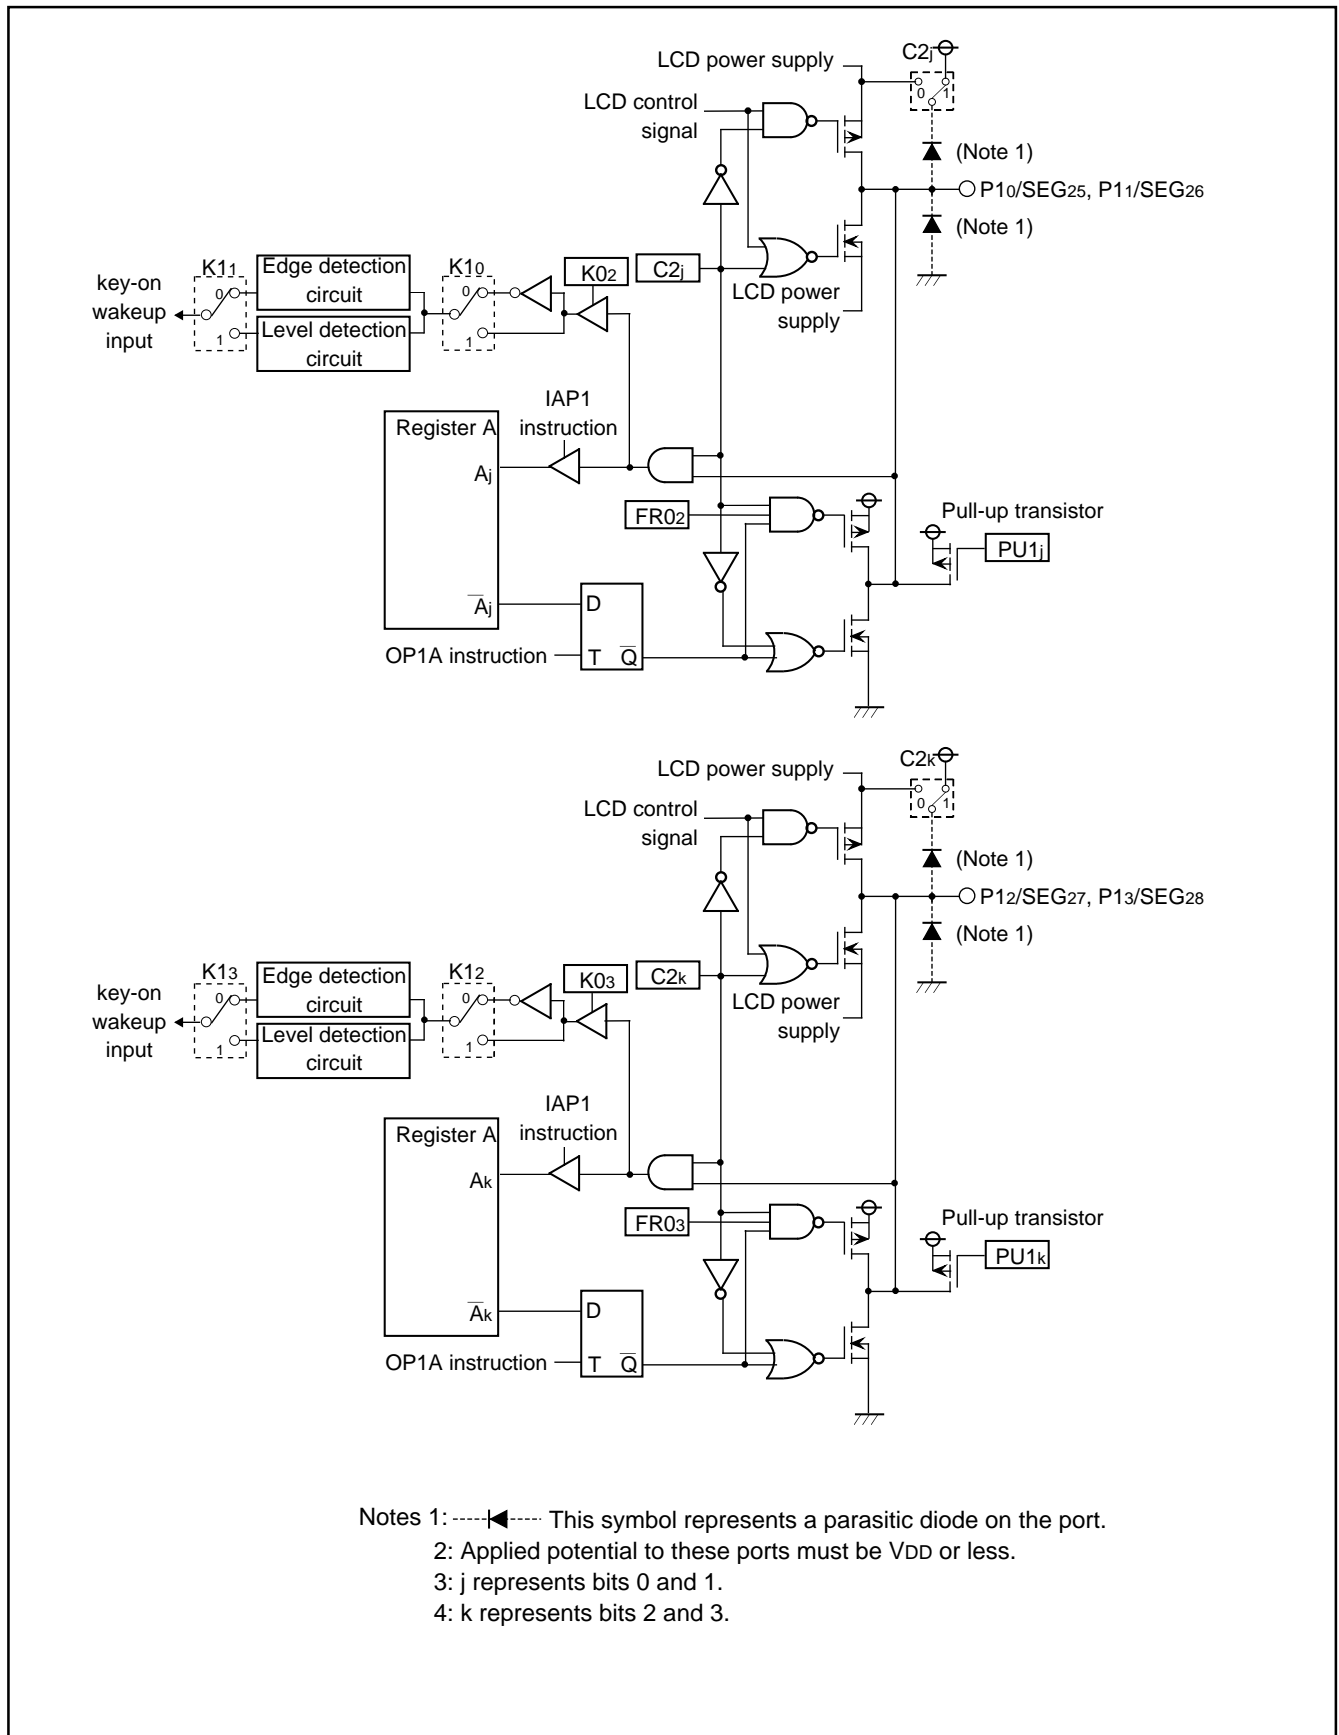 LCD power supply
C2j
0 1
LCD control
signal
(Note 1)
P10/SEG25, P11/SEG26
(Note 1)
C2j
LCD power
supply
key-on
wakeup
input
K11
0
1
Edge detection
circuit
Level detection
circuit
K10
0
1
K02
IAP1
instruction
Register A
Aj
FR02
Pull-up transistor
PU1j
A̅j
D
T Q̅
OP1A instruction
LCD power supply
C2k
0 1
LCD control
signal
(Note 1)
P12/SEG27, P13/SEG28
(Note 1)
C2k
LCD power
supply
key-on
wakeup
input
K13
0
1
Edge detection
circuit
Level detection
circuit
K12
0
1
K03
IAP1
instruction
Register A
Ak
FR03
Pull-up transistor
PU1k
A̅k
D
T Q̅
OP1A instruction
Notes 1: This symbol represents a parasitic diode on the port.
2: Applied potential to these ports must be VDD or less.
3: j represents bits 0 and 1.
4: k represents bits 2 and 3.